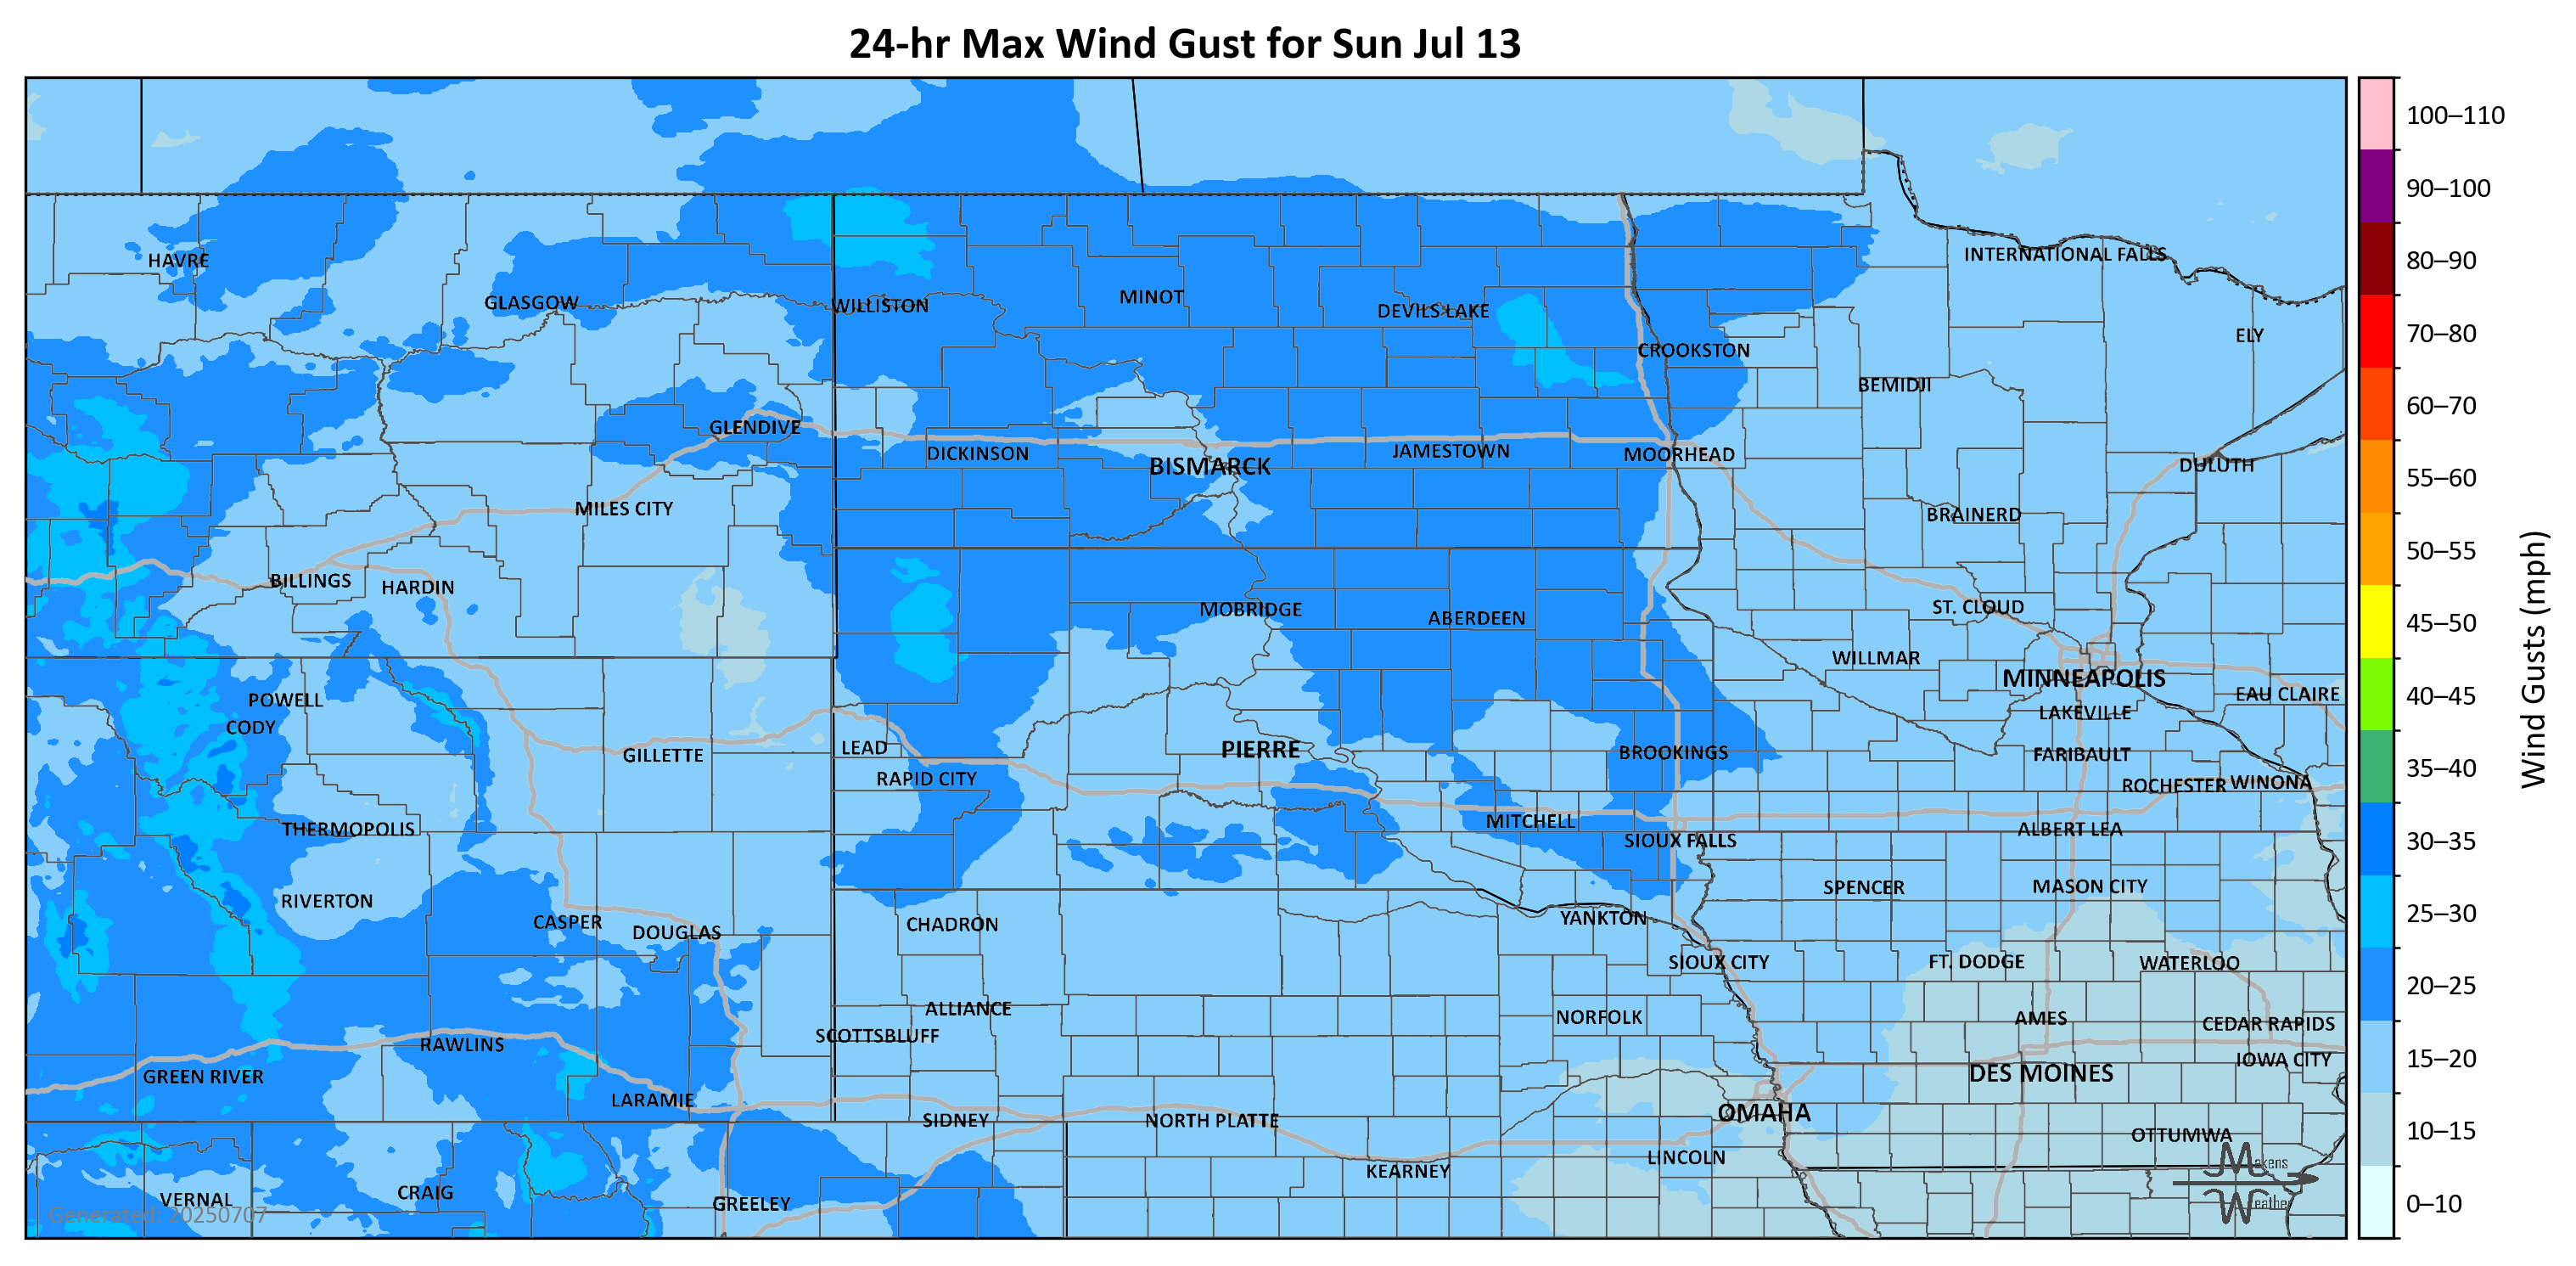 24-hr Max Wind Gust for Sun Jul 13
100–110
90–100
80–90
70–80
60–70
55–60
50–55
45–50
40–45
35–40
30–35
25–30
20–25
15–20
10–15
0–10
Wind Gusts (mph)
HAVRE
GLASGOW
WILLISTON
MINOT
DEVILS LAKE
INTERNATIONAL FALLS
ELY
CROOKSTON
BEMIDJI
GLENDIVE
DICKINSON
BISMARCK
JAMESTOWN
MOORHEAD
DULUTH
MILES CITY
BRAINERD
BILLINGS
HARDIN
MOBRIDGE
ABERDEEN
ST. CLOUD
WILLMAR
MINNEAPOLIS
POWELL
EAU CLAIRE
CODY
LAKEVILLE
GILLETTE
LEAD
PIERRE
BROOKINGS
FARIBAULT
RAPID CITY
ROCHESTER
WINONA
THERMOPOLIS
MITCHELL
SIOUX FALLS
ALBERT LEA
RIVERTON
SPENCER
MASON CITY
CASPER
DOUGLAS
CHADRON
YANKTON
SIOUX CITY
FT. DODGE
WATERLOO
ALLIANCE
NORFOLK
AMES
CEDAR RAPIDS
SCOTTSBLUFF
RAWLINS
IOWA CITY
GREEN RIVER
DES MOINES
LARAMIE
SIDNEY
NORTH PLATTE
OMAHA
OTTUMWA
KEARNEY
LINCOLN
VERNAL
CRAIG
GREELEY
Generated: 20250707
Makens
Weather